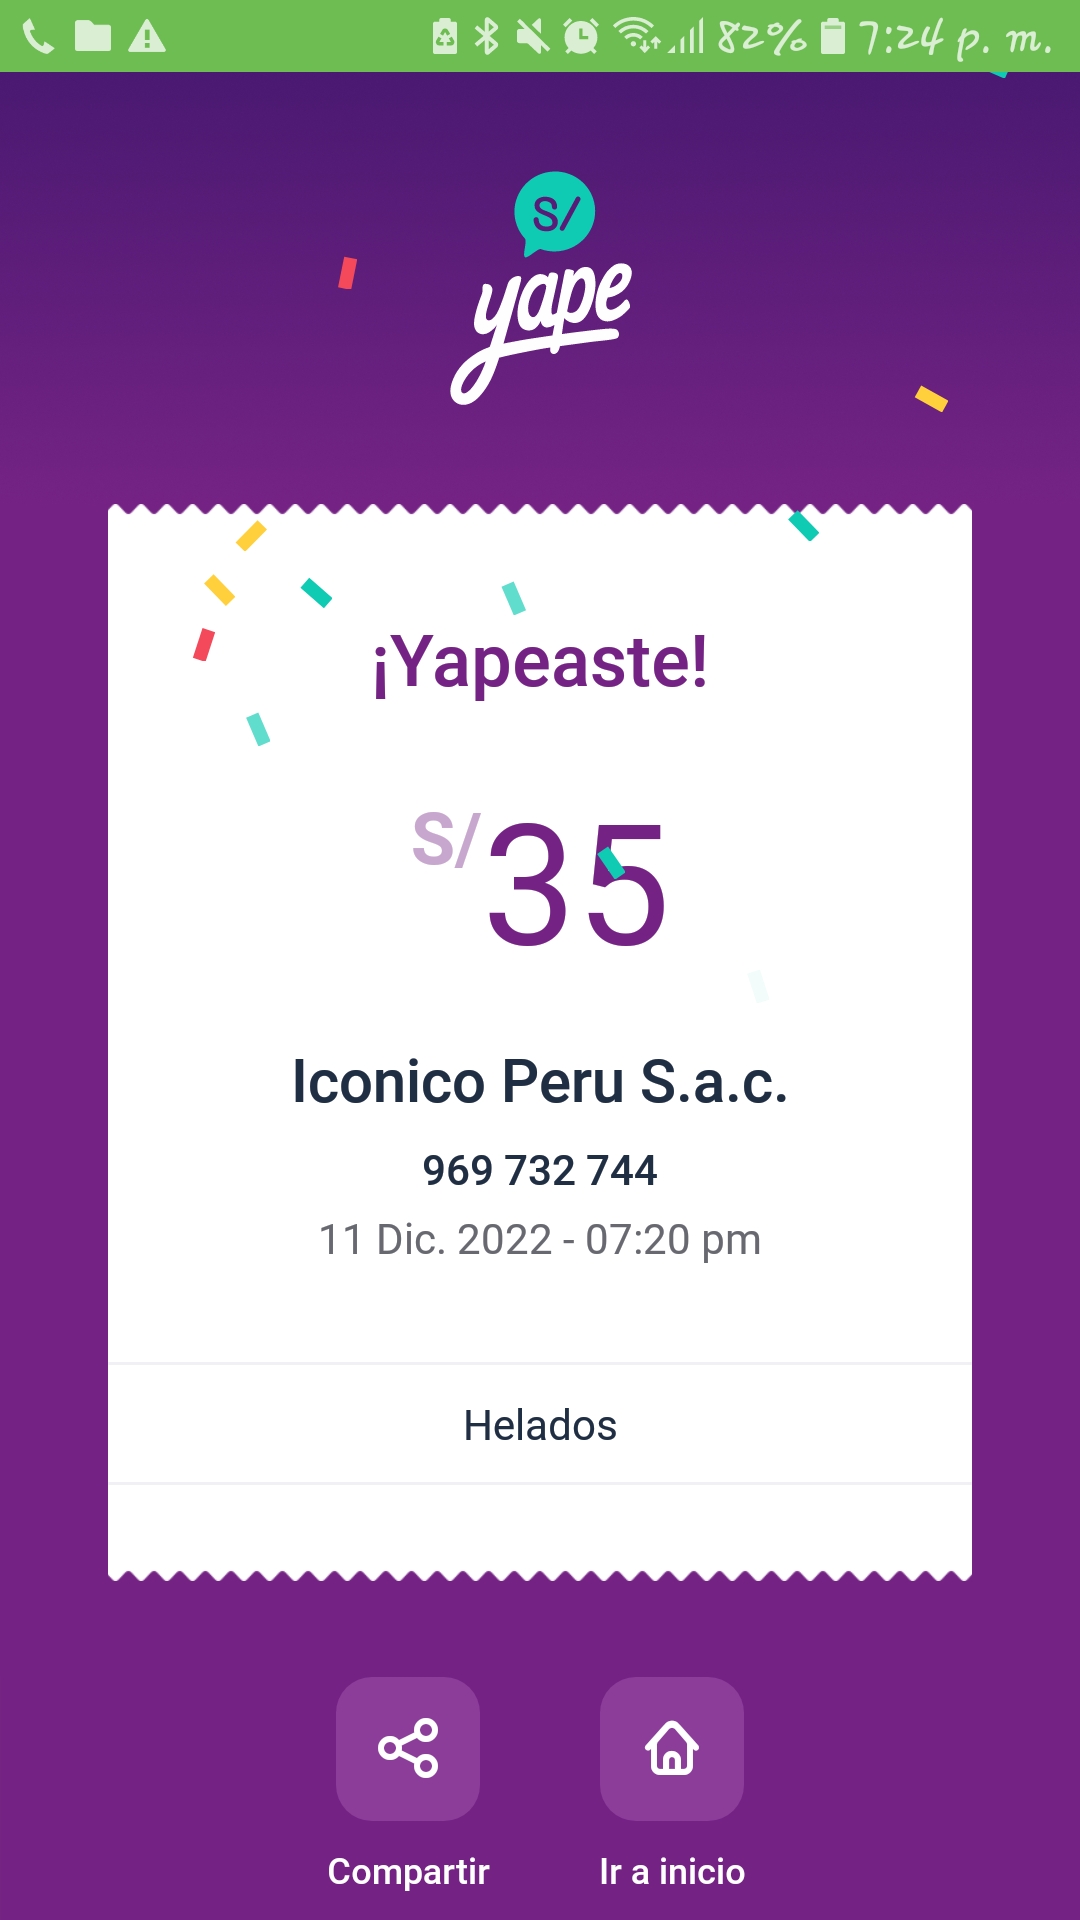 82% 7:24 p. m.
S/
yape
¡Yapeaste!
S/35
Iconico Peru S.a.c.
969 732 744
11 Dic. 2022 - 07:20 pm
Helados
Compartir Ir a inicio